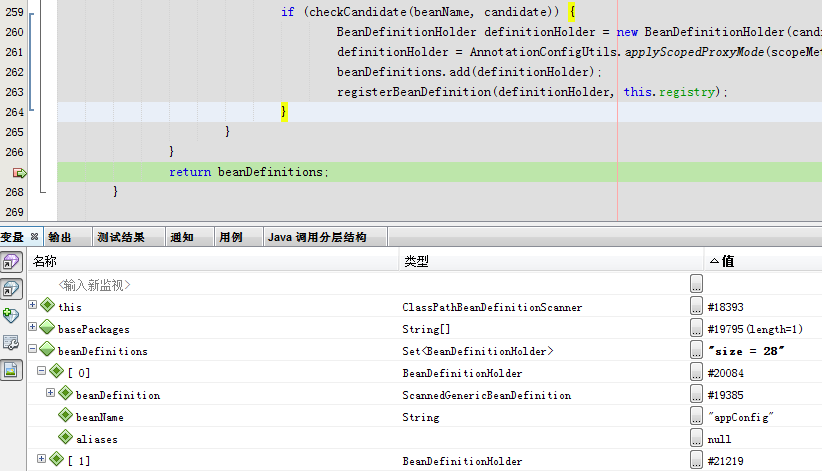 259 if (checkCandidate(beanName, candidate)) {
260 BeanDefinitionHolder definitionHolder = new BeanDefinitionHolder(candi
261 definitionHolder = AnnotationConfigUtils.applyScopedProxyMode(scopeMet
262 beanDefinitions.add(definitionHolder);
263 registerBeanDefinition(definitionHolder, this.registry);
264 }
265 }
266 }
return beanDefinitions;
268 }
269
变量 输出 测试结果 通知 用例 Java 调用分层结构
名称 类型 值
<输入新监视> ...
this ClassPathBeanDefinitionScanner ... #18393
basePackages String[] ... #19795(length=1)
beanDefinitions Set<BeanDefinitionHolder> ... "size = 28"
[ 0] BeanDefinitionHolder ... #20084
beanDefinition ScannedGenericBeanDefinition ... #19385
beanName String ... "appConfig"
aliases ... null
[ 1] BeanDefinitionHolder ... #21219